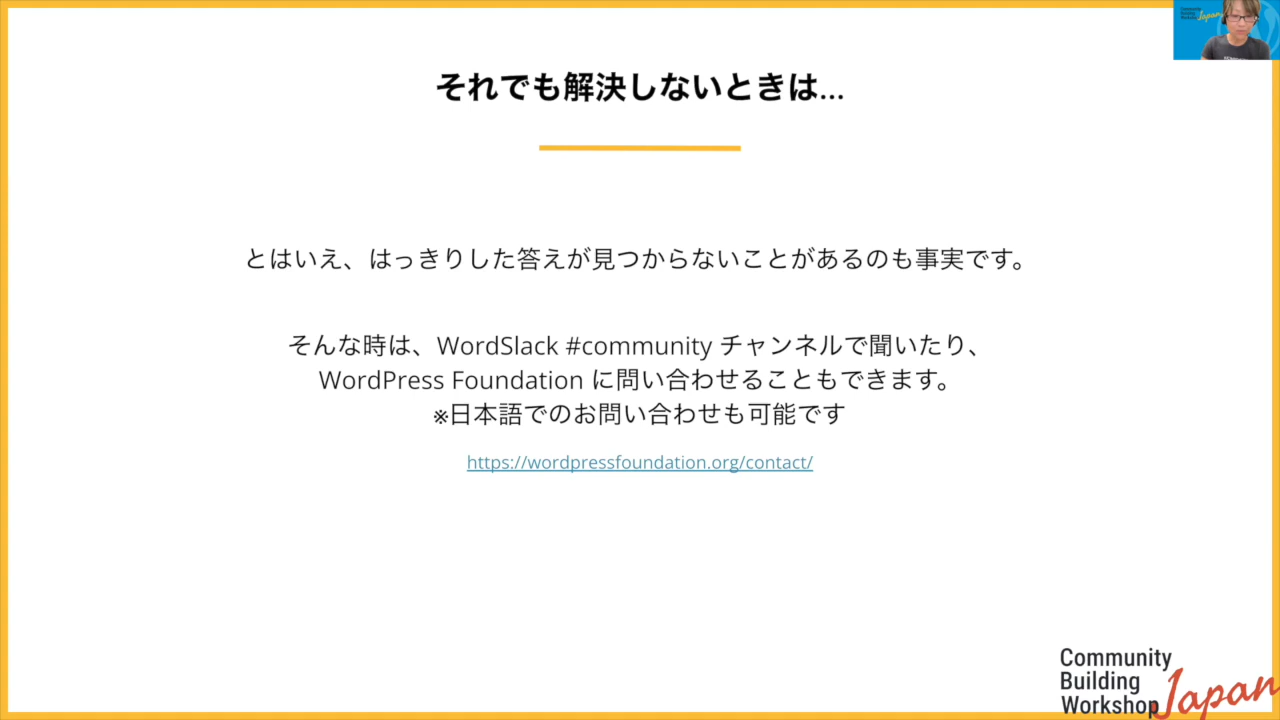 それでも解決しないときは...
とはいえ、はっきりした答えが見つからないことがあるのも事実です。
そんな時は、WordSlack #community チャンネルで聞いたり、
WordPress Foundation に問い合わせることもできます。
※日本語でのお問い合わせも可能です
https://wordpressfoundation.org/contact/
Community
Building
Workshop Japan
Community
Building
Workshop Japan